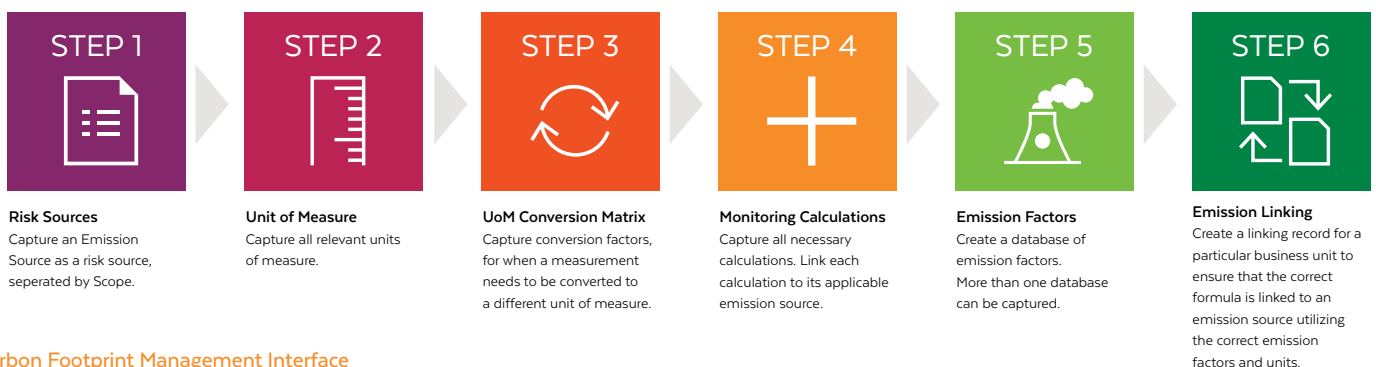 STEP 1
STEP 2
STEP 3
STEP 4
STEP 5
STEP 6
Risk Sources
Capture an Emission
Source as a risk source,
seperated by Scope.
Unit of Measure
Capture all relevant units
of measure.
UoM Conversion Matrix
Capture conversion factors,
for when a measurement
needs to be converted to
a different unit of measure.
Monitoring Calculations
Capture all necessary
calculations. Link each
calculation to its applicable
emission source.
Emission Factors
Create a database of
emission factors.
More than one database
can be captured.
Emission Linking
Create a linking record for a
particular business unit to
ensure that the correct
formula is linked to an
emission source utilizing
the correct emission
factors and units.
rbon Footprint Management Interface